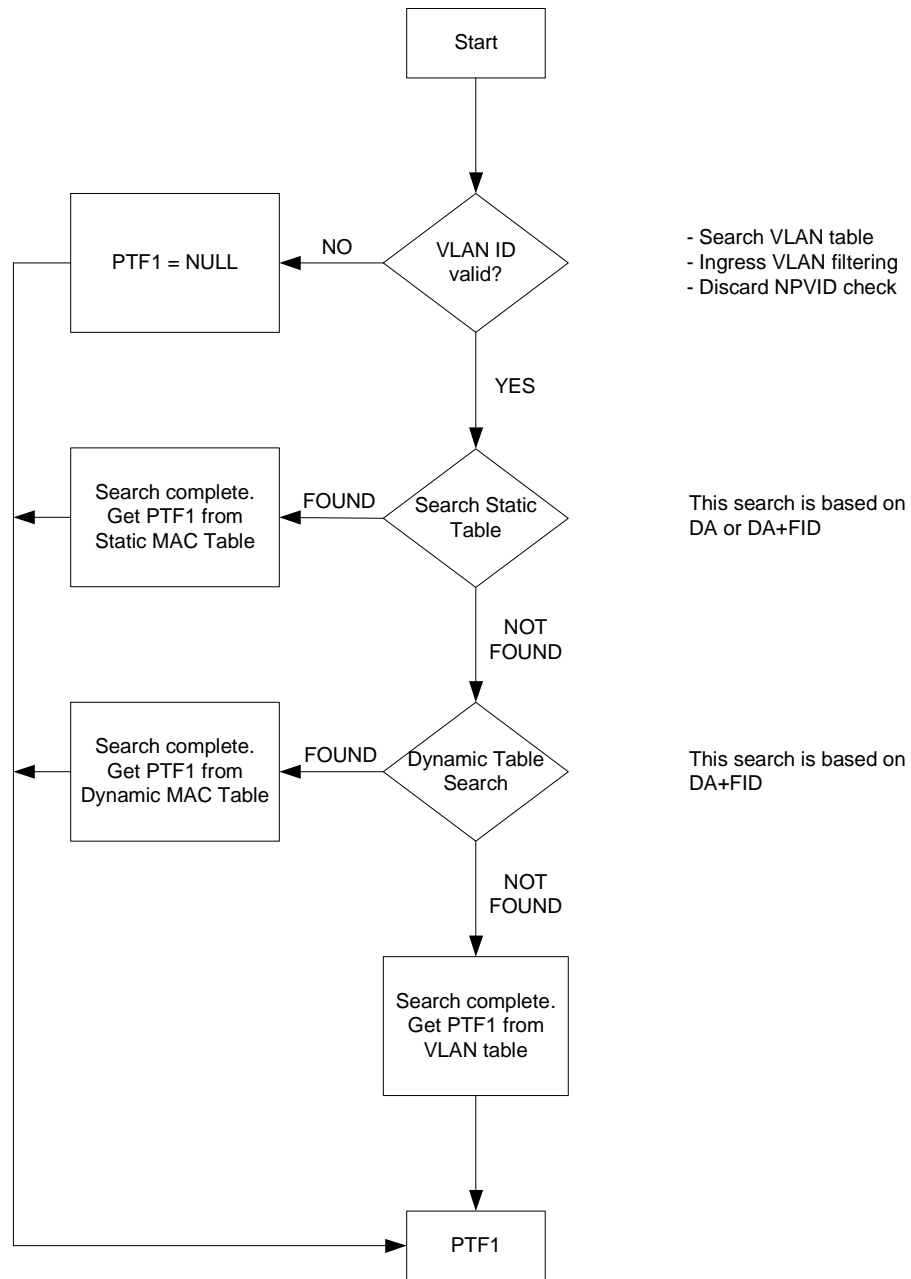 Start
PTF1 = NULL
NO
VLAN ID
valid?
- Search VLAN table
- Ingress VLAN filtering
- Discard NPVID check
YES
Search complete.
Get PTF1 from
Static MAC Table
FOUND
Search Static
Table
This search is based on
DA or DA+FID
NOT
FOUND
Search complete.
Get PTF1 from
Dynamic MAC Table
FOUND
Dynamic Table
Search
This search is based on
DA+FID
NOT
FOUND
Search complete.
Get PTF1 from
VLAN table
PTF1